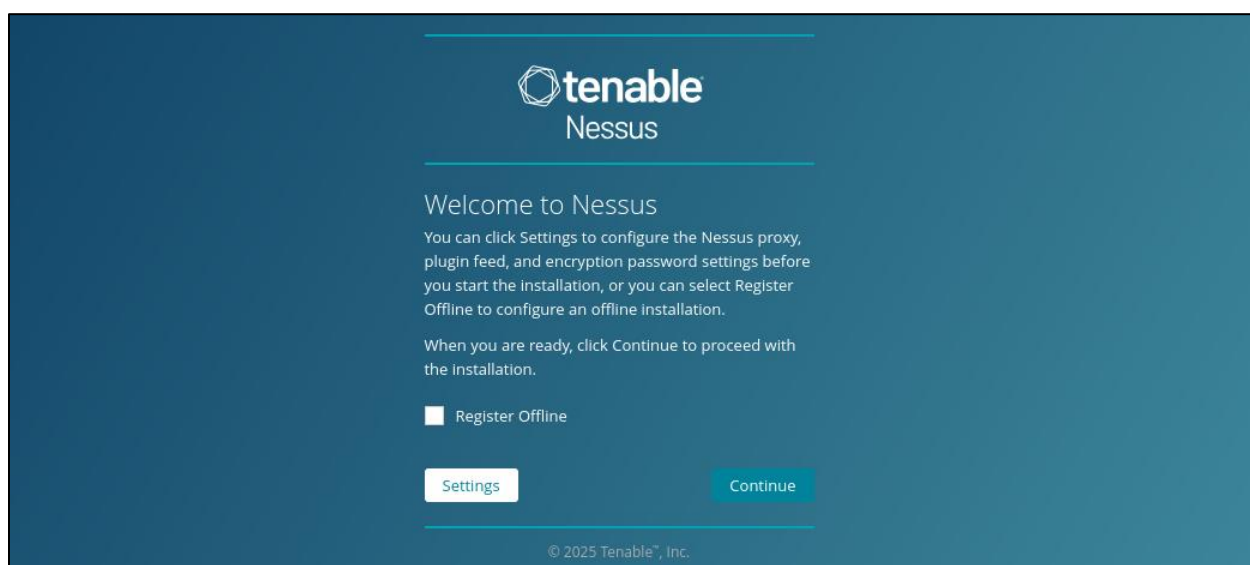 tenable
Nessus
Welcome to Nessus
You can click Settings to configure the Nessus proxy,
plugin feed, and encryption password settings before
you start the installation, or you can select Register
Offline to configure an offline installation.
When you are ready, click Continue to proceed with
the installation.
Register Offline
Settings
Continue
© 2025 Tenable™, Inc.